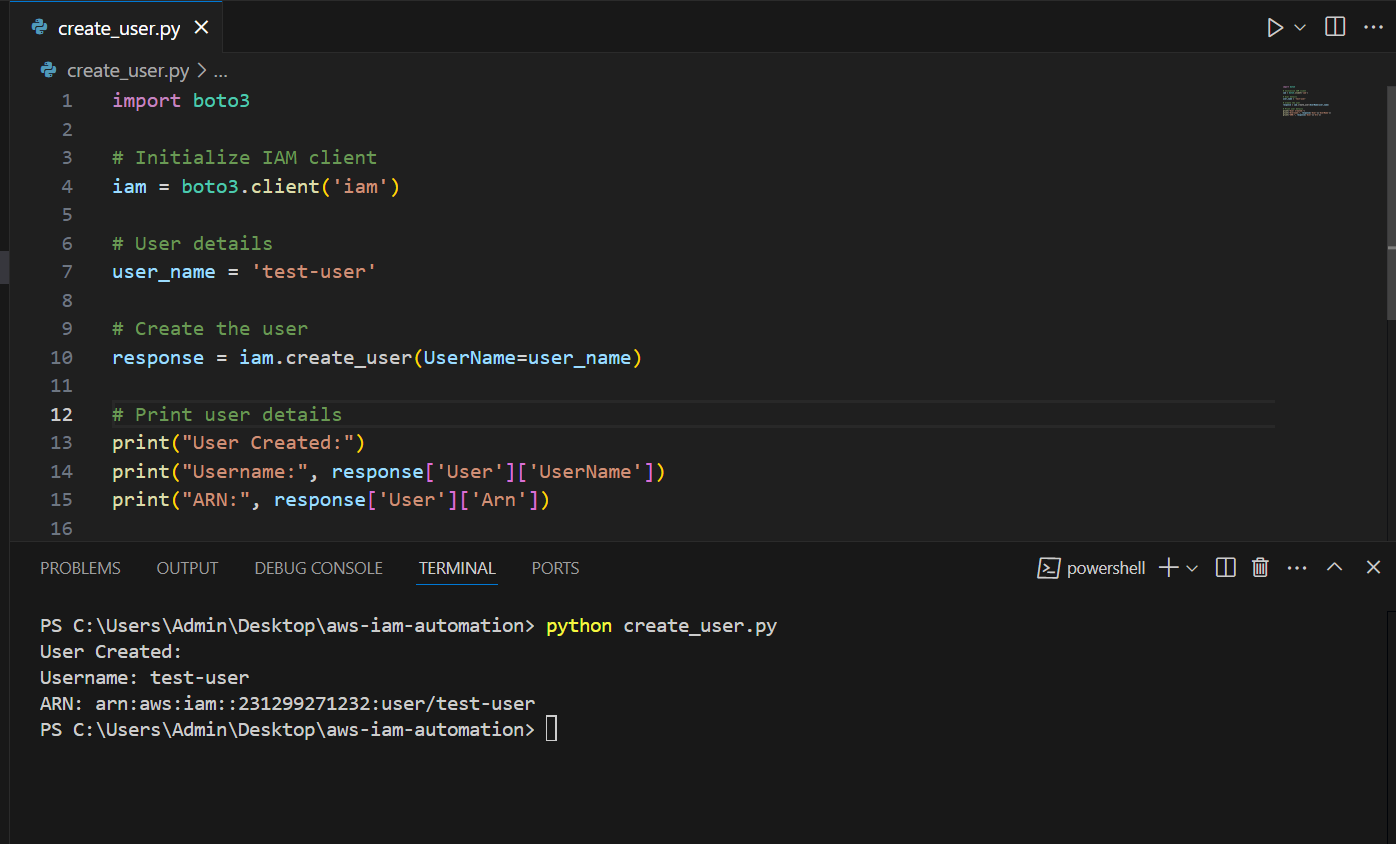 create_user.py
create_user.py > ...
1 import boto3
2
3 # Initialize IAM client
4 iam = boto3.client('iam')
5
6 # User details
7 user_name = 'test-user'
8
9 # Create the user
10 response = iam.create_user(UserName=user_name)
11
12 # Print user details
13 print("User Created:")
14 print("Username:", response['User']['UserName'])
15 print("ARN:", response['User']['Arn'])
16
PROBLEMS OUTPUT DEBUG CONSOLE TERMINAL PORTS powershell
PS C:\Users\Admin\Desktop\aws-iam-automation> python create_user.py
User Created:
Username: test-user
ARN: arn:aws:iam::231299271232:user/test-user
PS C:\Users\Admin\Desktop\aws-iam-automation>